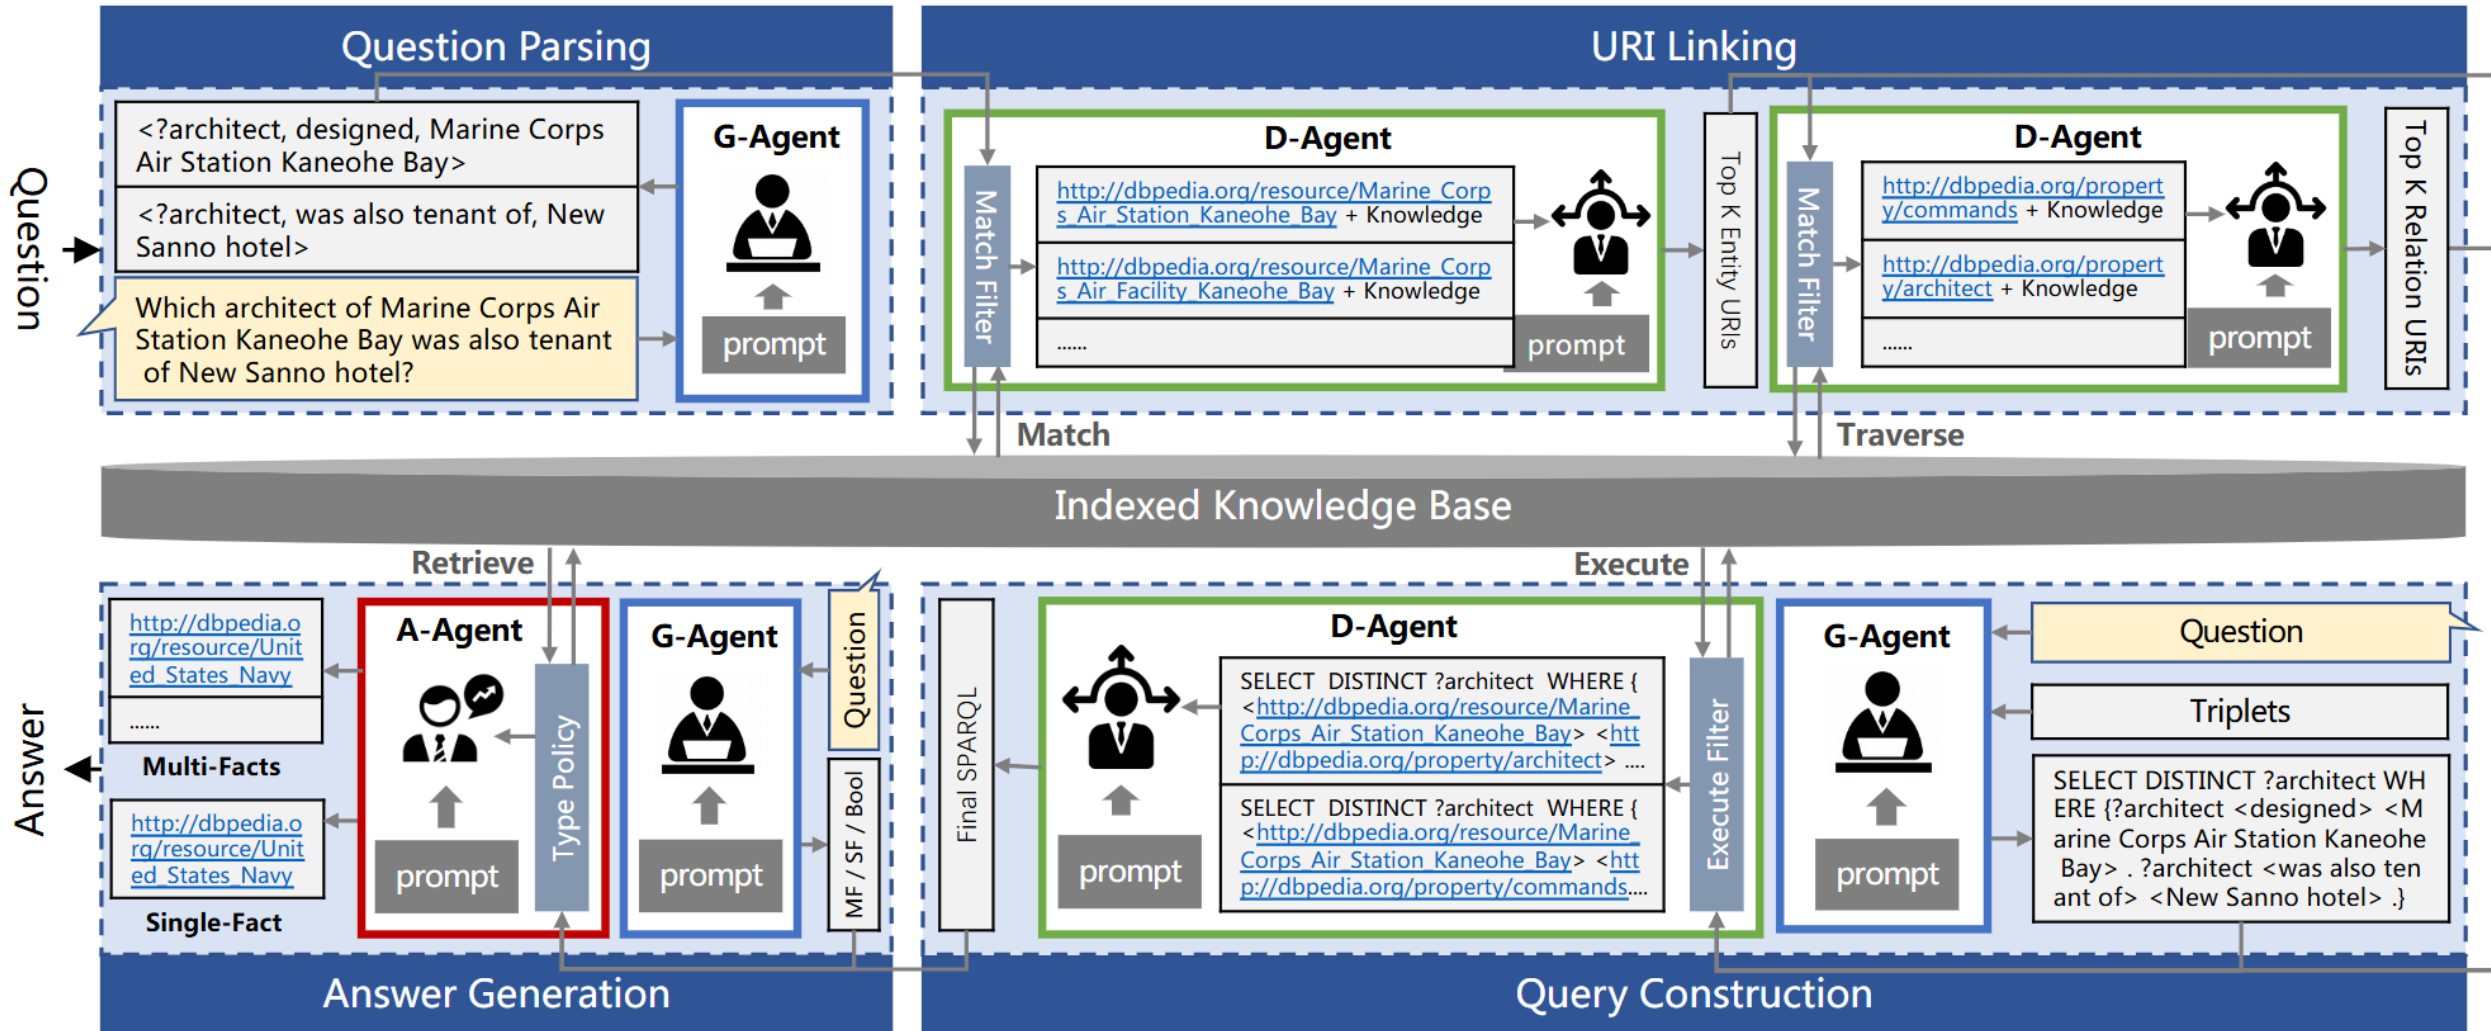 Question Parsing
URI Linking
Question
<?architect, designed, Marine Corps
Air Station Kaneohe Bay>
<?architect, was also tenant of, New
Sanno hotel>
Which architect of Marine Corps Air
Station Kaneohe Bay was also tenant
of New Sanno hotel?
G-Agent
prompt
D-Agent
Match Filter
http://dbpedia.org/resource/Marine_Corp
s_Air_Station_Kaneohe_Bay + Knowledge
http://dbpedia.org/resource/Marine_Corp
s_Air_Facility_Kaneohe_Bay + Knowledge
......
prompt
Top K Entity URIs
D-Agent
Match Filter
http://dbpedia.org/propert
y/commands + Knowledge
http://dbpedia.org/propert
y/architect + Knowledge
......
prompt
Top K Relation URIs
Match
Traverse
Indexed Knowledge Base
Retrieve
Execute
Answer
http://dbpedia.o
rg/resource/Unit
ed_States_Navy
......
Multi-Facts
http://dbpedia.o
rg/resource/Unit
ed_States_Navy
Single-Fact
A-Agent
prompt
Type Policy
G-Agent
prompt
Question
MF / SF / Bool
Final SPARQL
D-Agent
prompt
SELECT DISTINCT ?architect WHERE {
<http://dbpedia.org/resource/Marine_
Corps_Air_Station_Kaneohe_Bay> <htt
p://dbpedia.org/property/architect> ....
SELECT DISTINCT ?architect WHERE {
<http://dbpedia.org/resource/Marine_
Corps_Air_Station_Kaneohe_Bay> <htt
p://dbpedia.org/property/commands....
Execute Filter
G-Agent
prompt
Question
Triplets
SELECT DISTINCT ?architect WH
ERE {?architect <designed> <M
arine Corps Air Station Kaneohe
Bay> . ?architect <was also ten
ant of> <New Sanno hotel> .}
Answer Generation
Query Construction